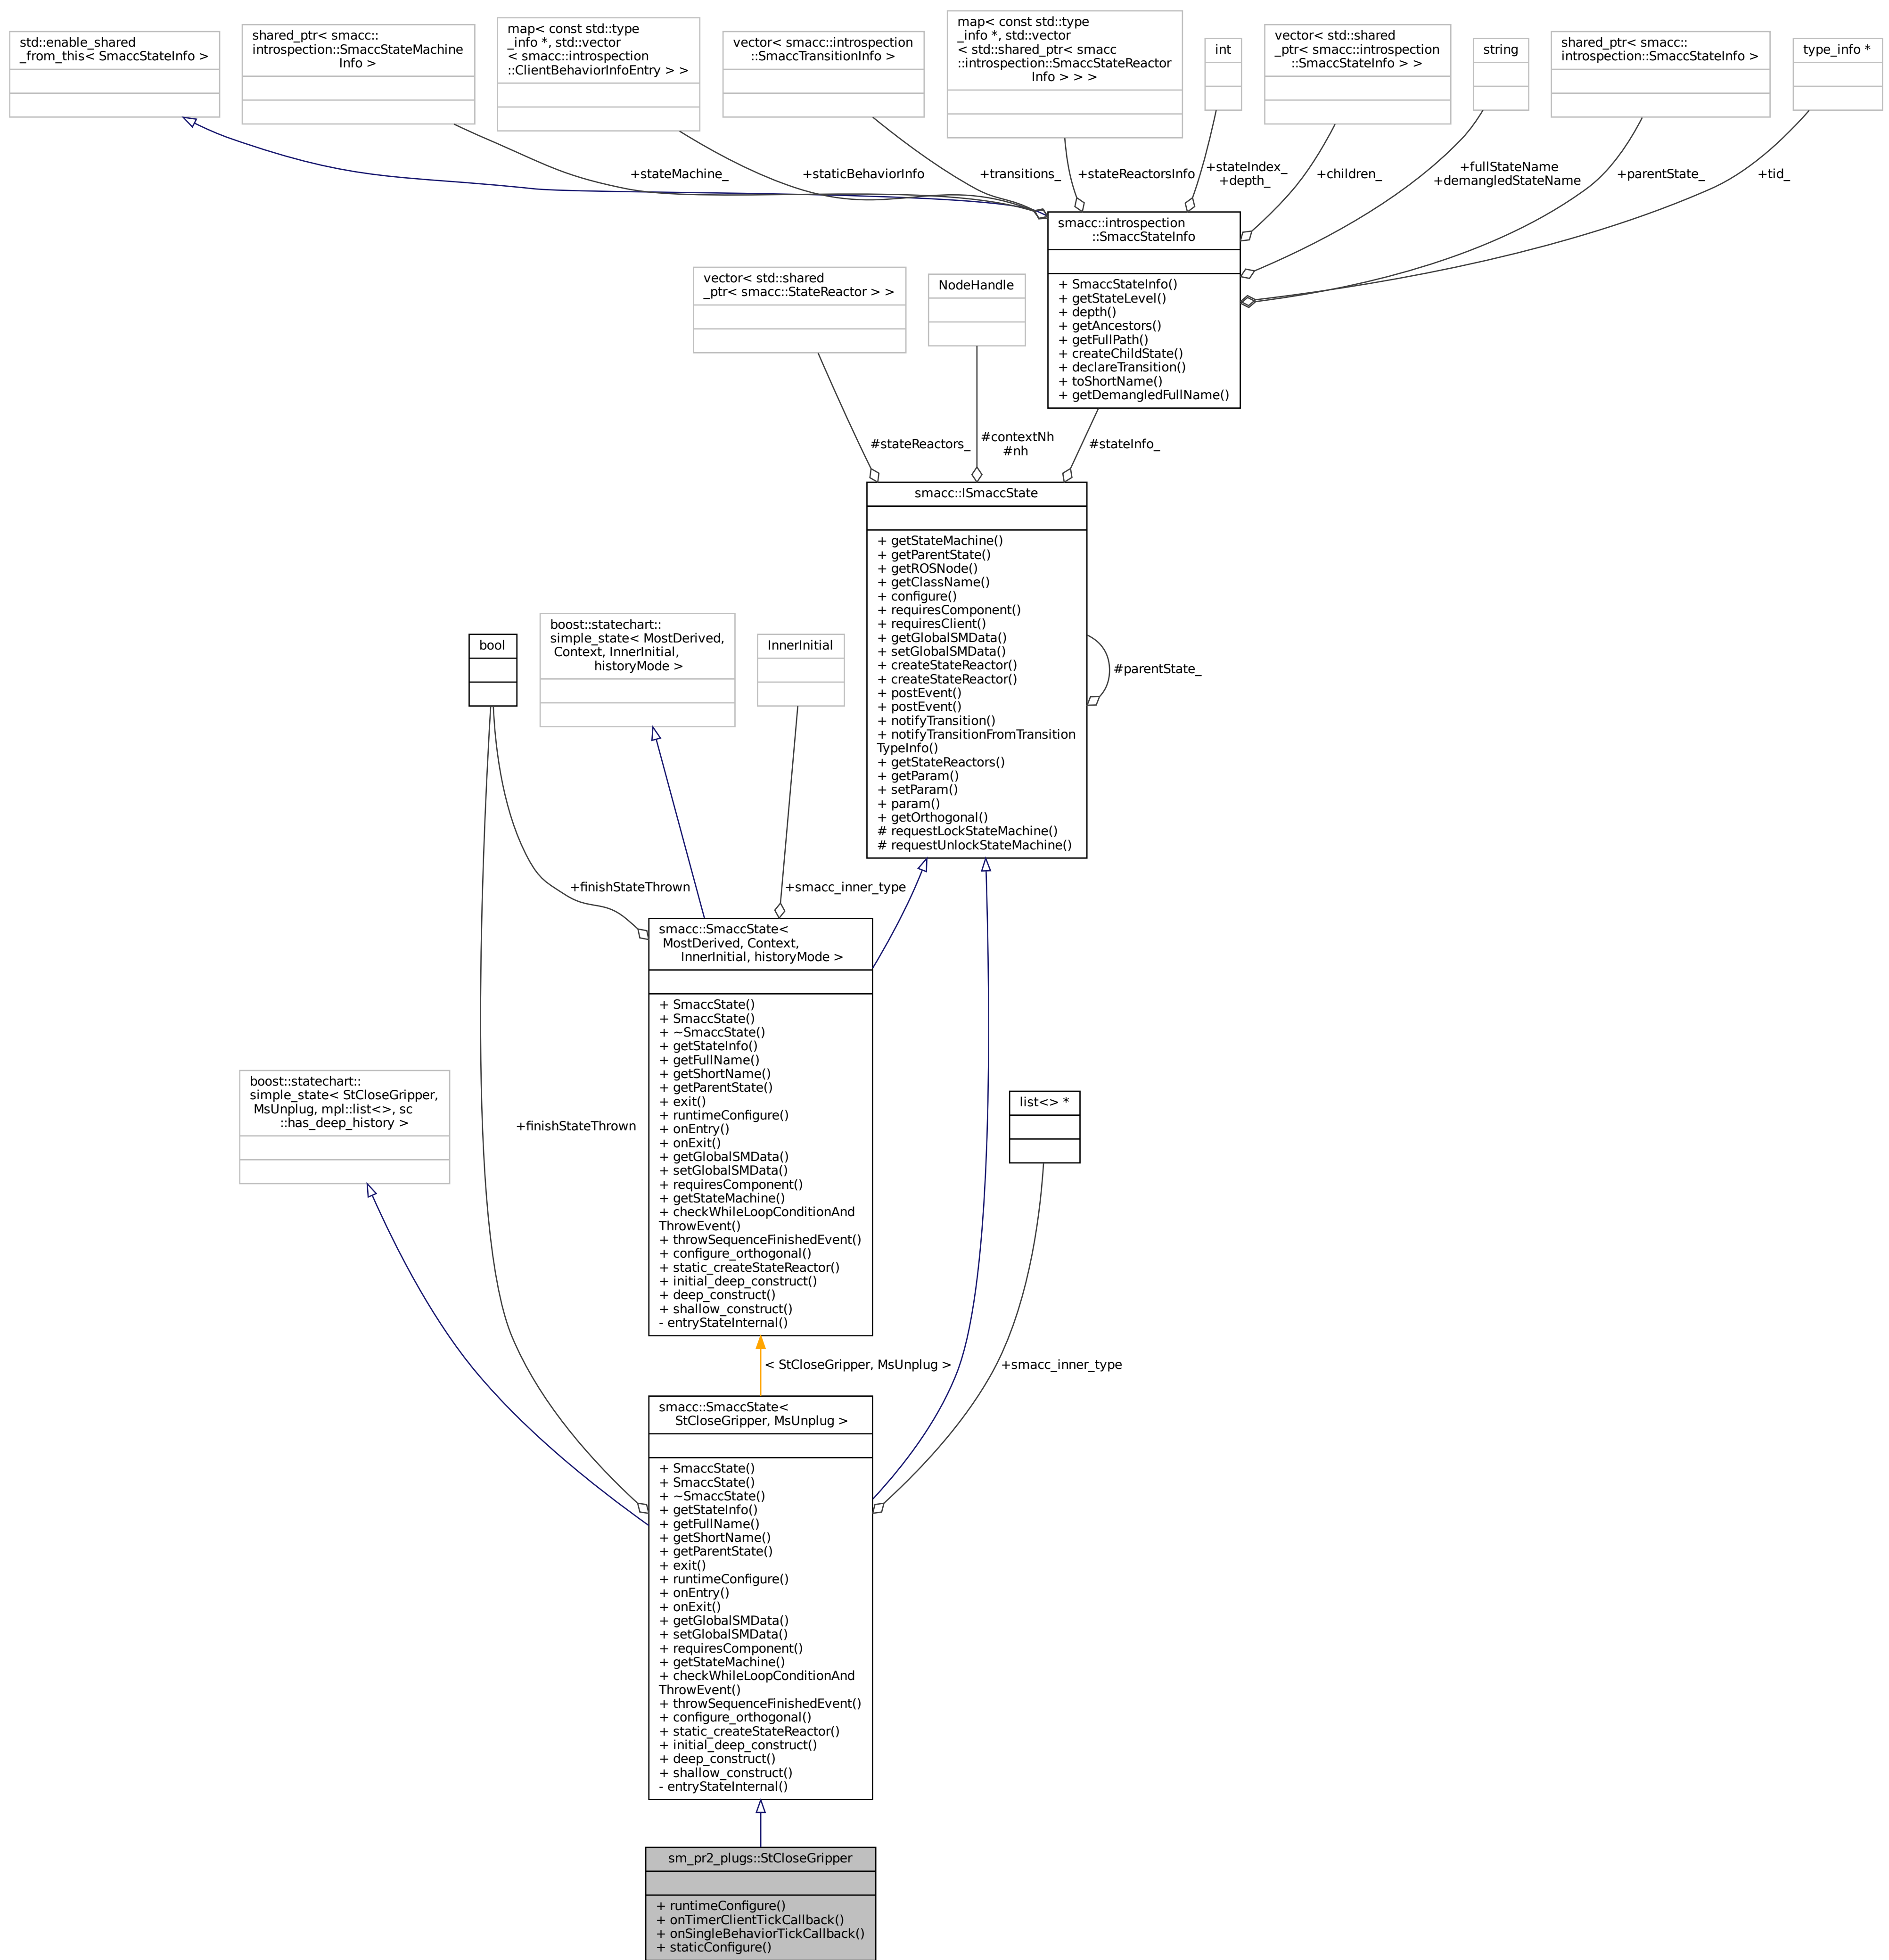 std::enable_shared
_from_this< SmaccStateInfo >
shared_ptr< smacc::
introspection::SmaccStateMachine
Info >
map< const std::type
_info *, std::vector
< smacc::introspection
::ClientBehaviorInfoEntry > >
vector< smacc::introspection
::SmaccTransitionInfo >
map< const std::type
_info *, std::vector
< std::shared_ptr< smacc
::introspection::SmaccStateReactor
Info > > >
int
vector< std::shared
_ptr< smacc::introspection
::SmaccStateInfo > >
string
shared_ptr< smacc::
introspection::SmaccStateInfo >
type_info *
+stateMachine_
+staticBehaviorInfo
+transitions_
+stateReactorsInfo
+stateIndex_
+depth_
+children_
+fullStateName
+demangledStateName
+parentState_
+tid_
smacc::introspection
::SmaccStateInfo
+ SmaccStateInfo()
+ getStateLevel()
+ depth()
+ getAncestors()
+ getFullPath()
+ createChildState()
+ declareTransition()
+ toShortName()
+ getDemangledFullName()
vector< std::shared
_ptr< smacc::StateReactor > >
NodeHandle
#stateReactors_
#contextNh
#nh
#stateInfo_
smacc::ISmaccState
+ getStateMachine()
+ getParentState()
+ getROSNode()
+ getClassName()
+ configure()
+ requiresComponent()
+ requiresClient()
+ getGlobalSMData()
+ setGlobalSMData()
+ createStateReactor()
+ createStateReactor()
+ postEvent()
+ postEvent()
+ notifyTransition()
+ notifyTransitionFromTransition
TypeInfo()
+ getStateReactors()
+ getParam()
+ setParam()
+ param()
+ getOrthogonal()
# requestLockStateMachine()
# requestUnlockStateMachine()
#parentState_
bool
boost::statechart::
simple_state< MostDerived,
Context, InnerInitial,
historyMode >
InnerInitial
+finishStateThrown
+smacc_inner_type
smacc::SmaccState<
MostDerived, Context,
InnerInitial, historyMode >
+ SmaccState()
+ SmaccState()
+ ~SmaccState()
+ getStateInfo()
+ getFullName()
+ getShortName()
+ getParentState()
+ exit()
+ runtimeConfigure()
+ onEntry()
+ onExit()
+ getGlobalSMData()
+ setGlobalSMData()
+ requiresComponent()
+ getStateMachine()
+ checkWhileLoopConditionAnd
ThrowEvent()
+ throwSequenceFinishedEvent()
+ configure_orthogonal()
+ static_createStateReactor()
+ initial_deep_construct()
+ deep_construct()
+ shallow_construct()
- entryStateInternal()
boost::statechart::
simple_state< StCloseGripper,
MsUnplug, mpl::list<>, sc
::has_deep_history >
+finishStateThrown
list<> *
< StCloseGripper, MsUnplug >
+smacc_inner_type
smacc::SmaccState<
StCloseGripper, MsUnplug >
+ SmaccState()
+ SmaccState()
+ ~SmaccState()
+ getStateInfo()
+ getFullName()
+ getShortName()
+ getParentState()
+ exit()
+ runtimeConfigure()
+ onEntry()
+ onExit()
+ getGlobalSMData()
+ setGlobalSMData()
+ requiresComponent()
+ getStateMachine()
+ checkWhileLoopConditionAnd
ThrowEvent()
+ throwSequenceFinishedEvent()
+ configure_orthogonal()
+ static_createStateReactor()
+ initial_deep_construct()
+ deep_construct()
+ shallow_construct()
- entryStateInternal()
sm_pr2_plugs::StCloseGripper
+ runtimeConfigure()
+ onTimerClientTickCallback()
+ onSingleBehaviorTickCallback()
+ staticConfigure()